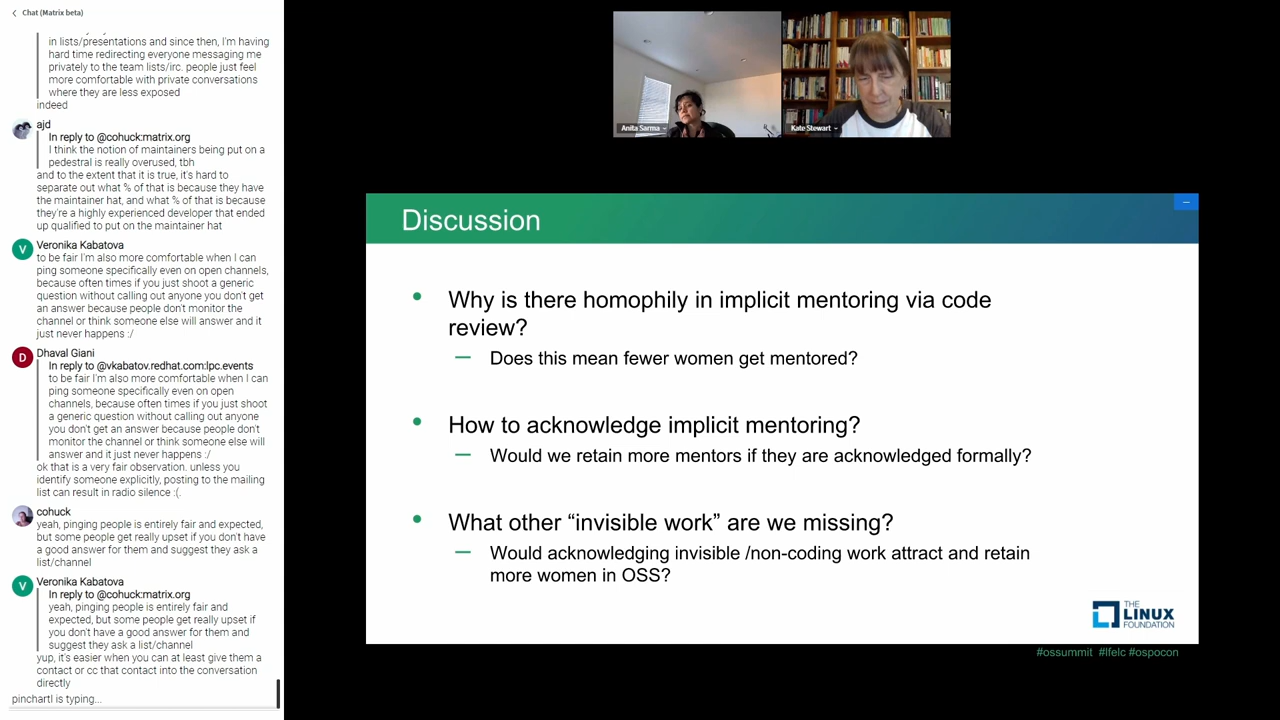 Chat (Matrix beta)
in lists/presentations and since then, I'm having
hard time redirecting everyone messaging me
privately to the team lists/irc. people just feel
more comfortable with private conversations
where they are less exposed
indeed
ajd
In reply to @cohuck:matrix.org
I think the notion of maintainers being put on a
pedestral is really overused, tbh
and to the extent that it is true, it's hard to
separate out what % of that is because they have
the maintainer hat, and what % of that is because
they're a highly experienced developer that ended
up qualified to put on the maintainer hat
V
Veronika Kabatova
to be fair I'm also more comfortable when I can
ping someone specifically even on open channels,
because often times if you just shoot a generic
question without calling out anyone you don't get
an answer because people don't monitor the
channel or think someone else will answer and it
just never happens :/
D
Dhaval Giani
In reply to @vkabatov.redhat.com:lpc.events
to be fair I'm also more comfortable when I can
ping someone specifically even on open
channels, because often times if you just shoot
a generic question without calling out anyone
you don't get an answer because people don't
monitor the channel or think someone else will
answer and it just never happens :/
ok that is a very fair observation. unless you
identify someone explicitly, posting to the mailing
list can result in radio silence :(.
cohuck
yeah, pinging people is entirely fair and expected,
but some people get really upset if you don't have
a good answer for them and suggest they ask a
list/channel
V
Veronika Kabatova
In reply to @cohuck:matrix.org
yeah, pinging people is entirely fair and
expected, but some people get really upset if
you don't have a good answer for them and
suggest they ask a list/channel
yup, it's easier when you can at least give them a
contact or cc that contact into the conversation
directly
pinchartl is typing...
Anita Sarma
Kate Stewart
Discussion
• Why is there homophily in implicit mentoring via code
review?
— Does this mean fewer women get mentored?
• How to acknowledge implicit mentoring?
— Would we retain more mentors if they are acknowledged formally?
• What other “invisible work” are we missing?
— Would acknowledging invisible /non-coding work attract and retain
more women in OSS?
THE
LINUX
FOUNDATION
#ossummit #lfelc #ospocon